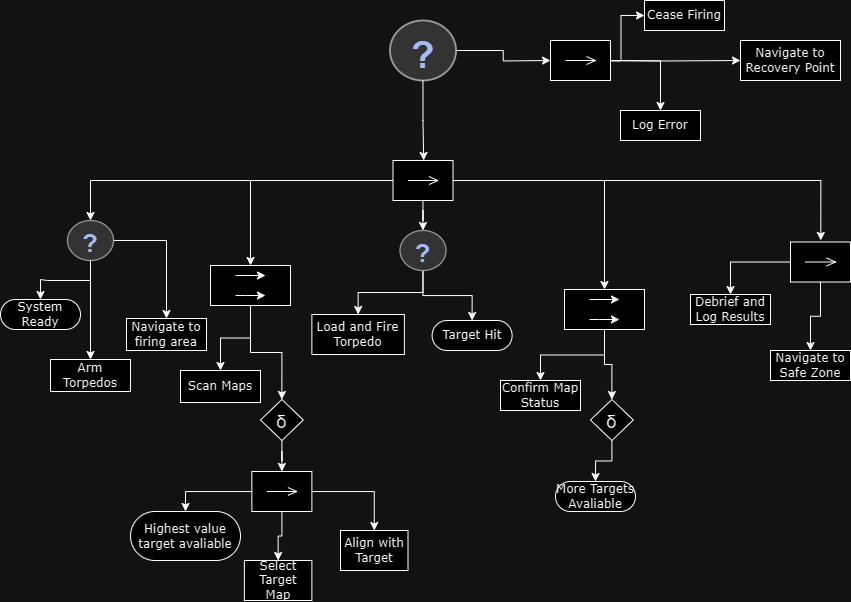 Cease Firing
?
Navigate to
Recovery Point
Log Error
?
?
System
Ready
Navigate to
firing area
Arm
Torpedos
Scan Maps
Load and Fire
Torpedo
Target Hit
Debrief and
Log Results
Navigate to
Safe Zone
Confirm Map
Status
δ
δ
More Targets
Avaliable
Highest value
target avaliable
Select
Target
Map
Align with
Target